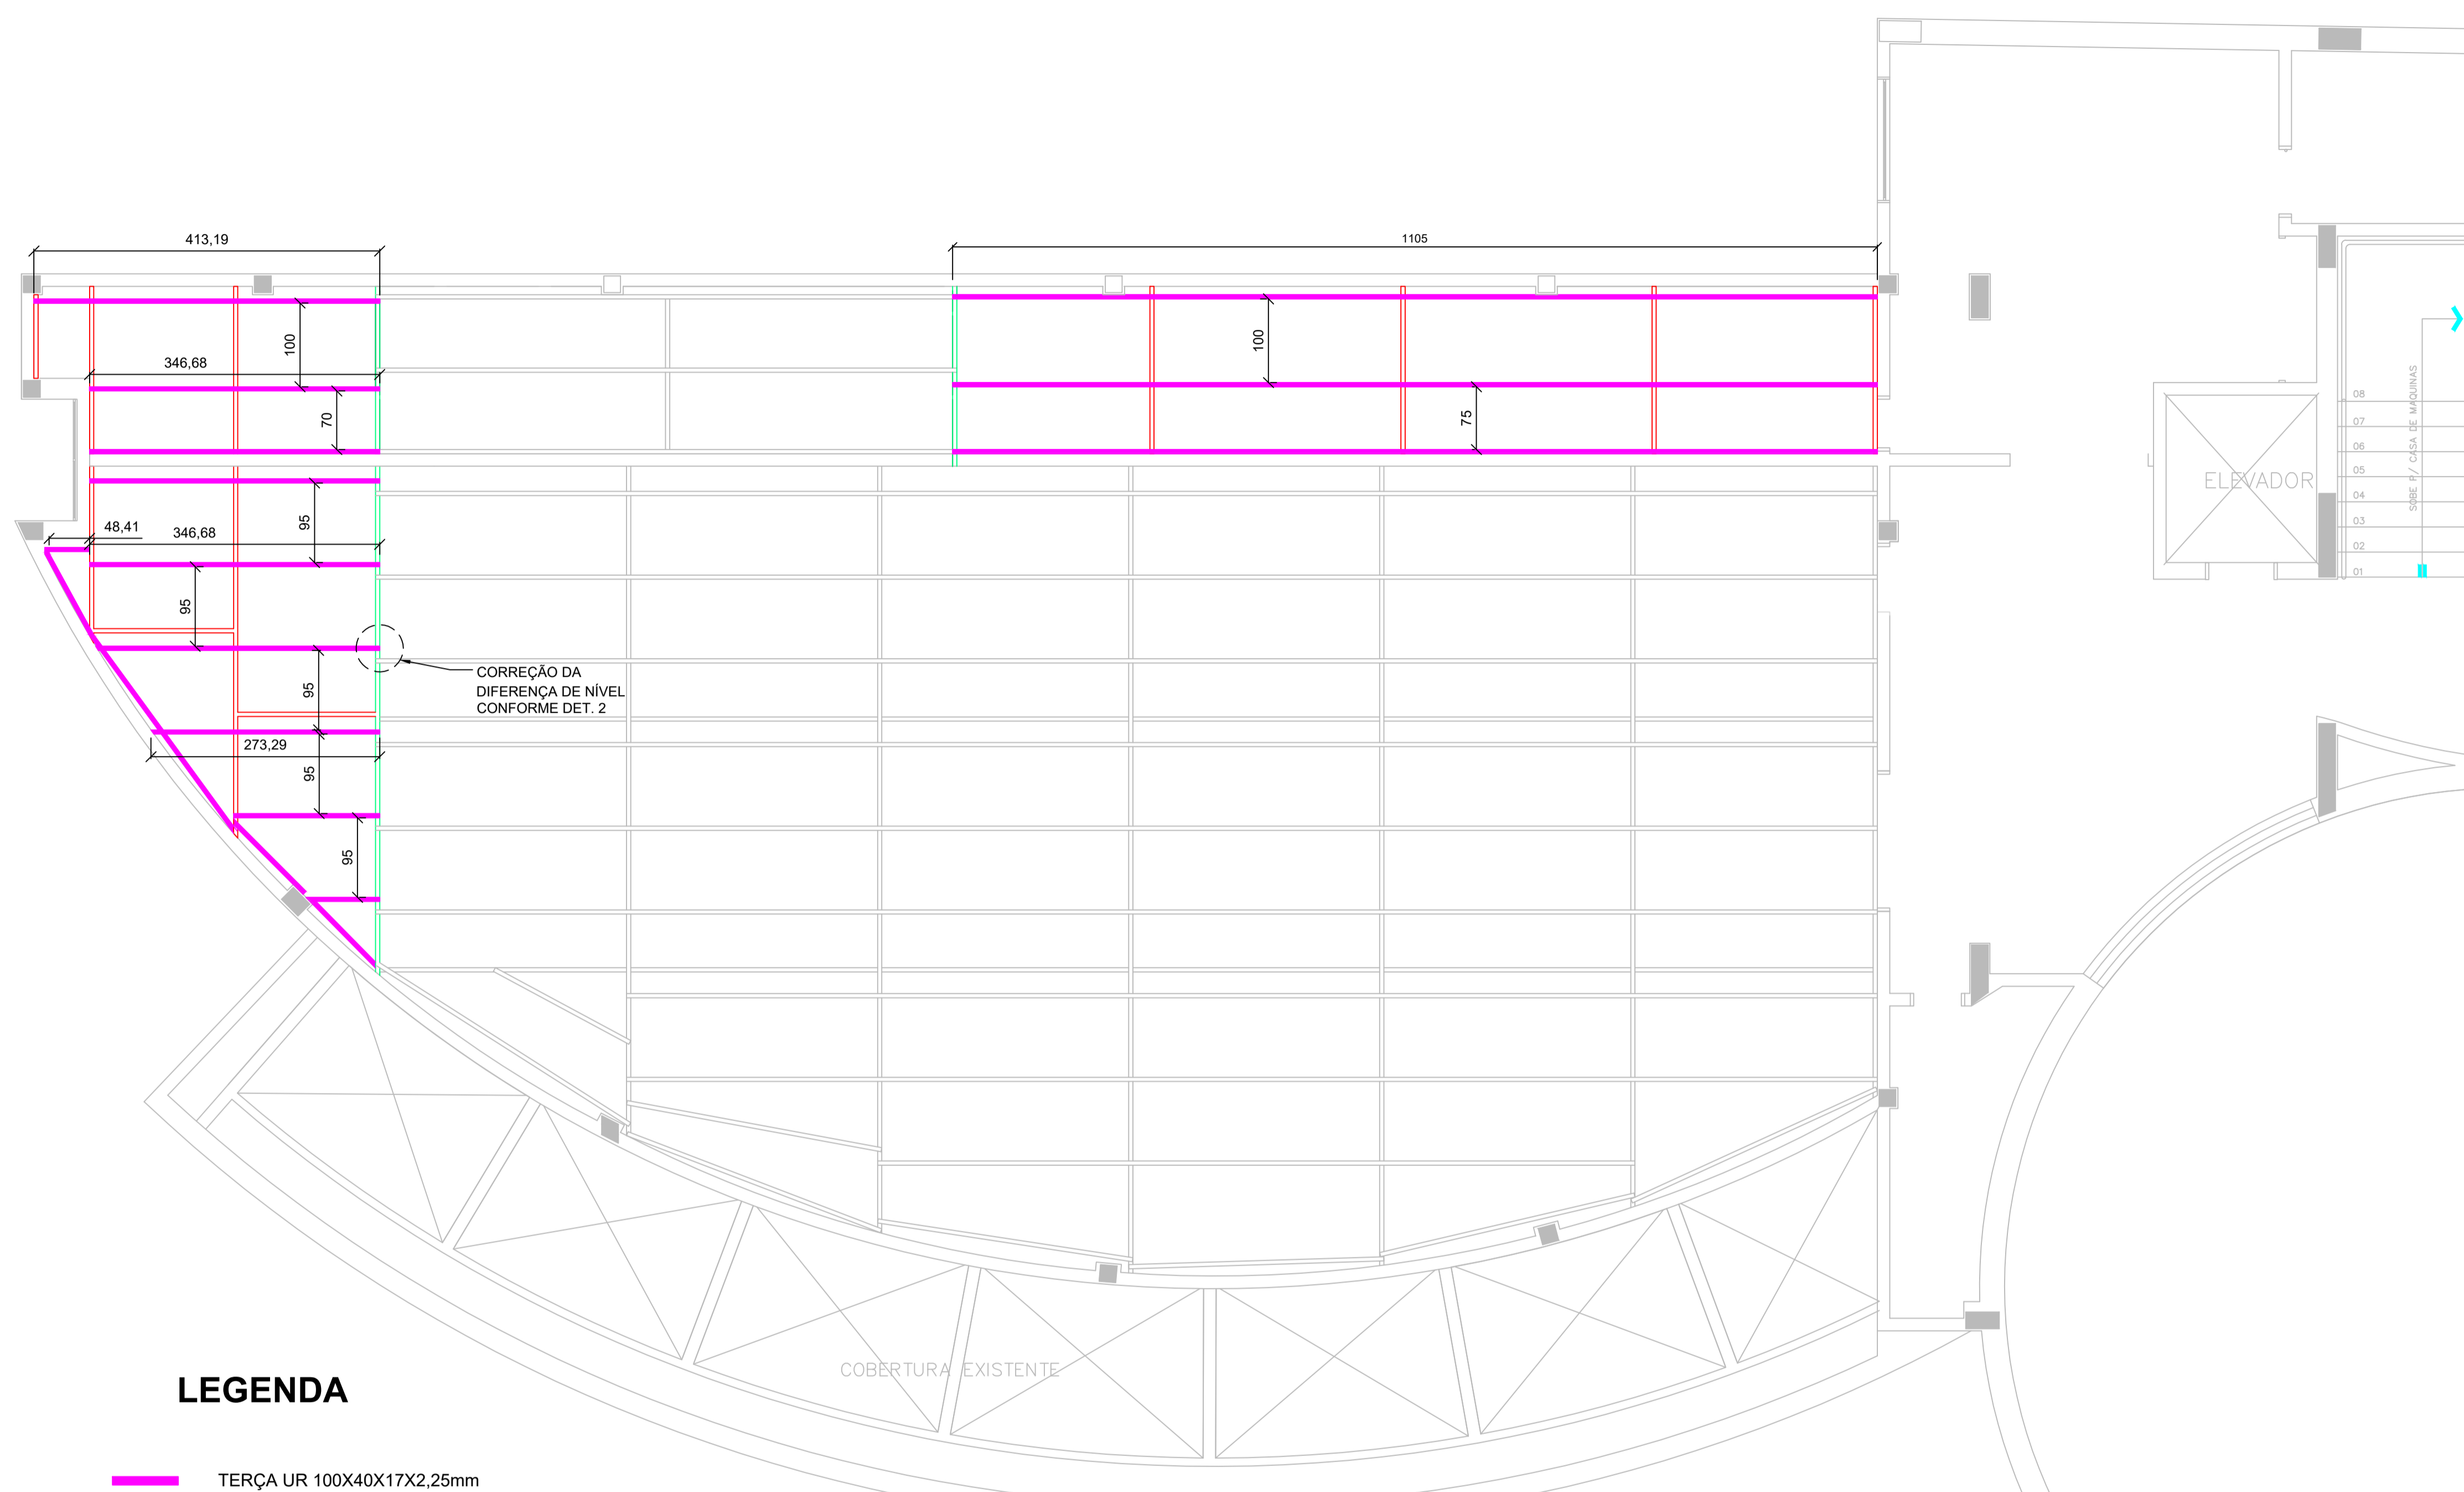 413,19
1105
100
346,68
70
100
75
95
48,41
346,68
95
95
CORREÇÃO DA
DIFERENÇA DE NÍVEL
CONFORME DET. 2
273,29
95
95
ELEVADOR
SOBE P/ CASA DE MAQUINAS
08
07
06
05
04
03
02
01
COBERTURA EXISTENTE
LEGENDA
TERÇA UR 100X40X17X2,25mm